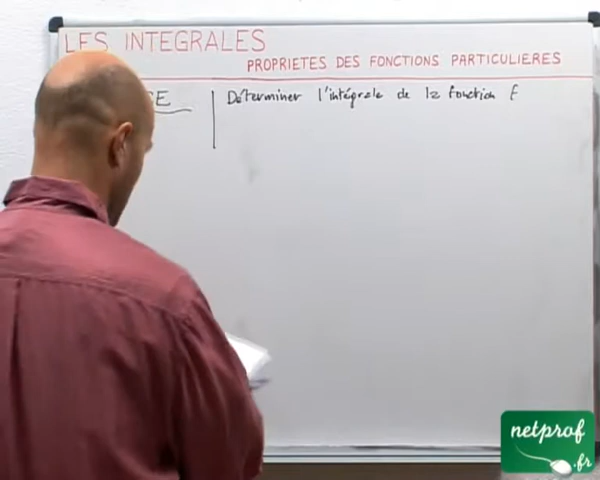 LES INTEGRALES
PROPRIETES DES FONCTIONS PARTICULIERES
Déterminer l'intégrale de la fonction f
netprof
.fr